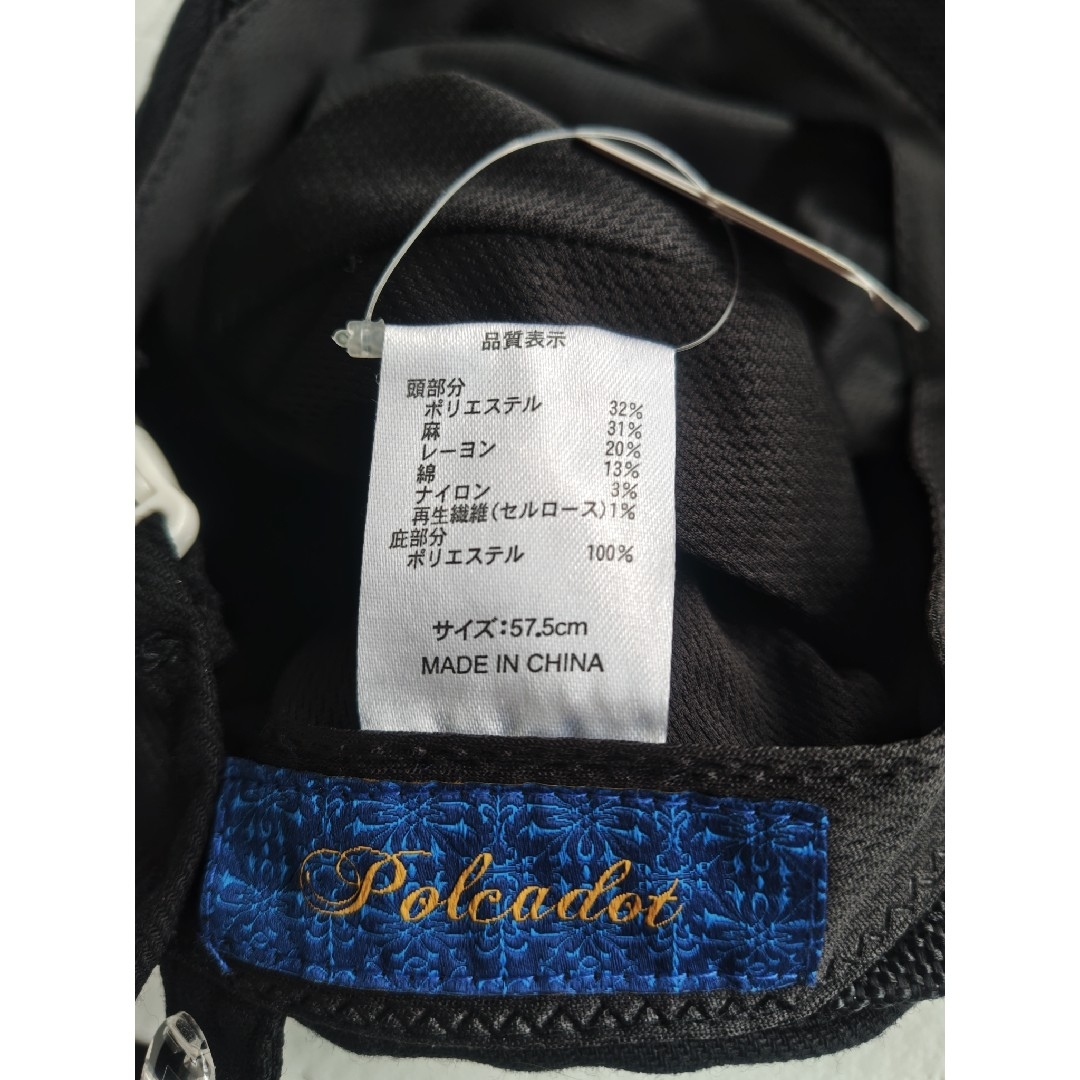 品質表示
頭部分
ポリエステル 32%
麻 31%
レーヨン 20%
綿 13%
ナイロン 3%
再生繊維(セルロース)1%
庇部分
ポリエステル 100%
サイズ:57.5cm
MADE IN CHINA
Polcadot